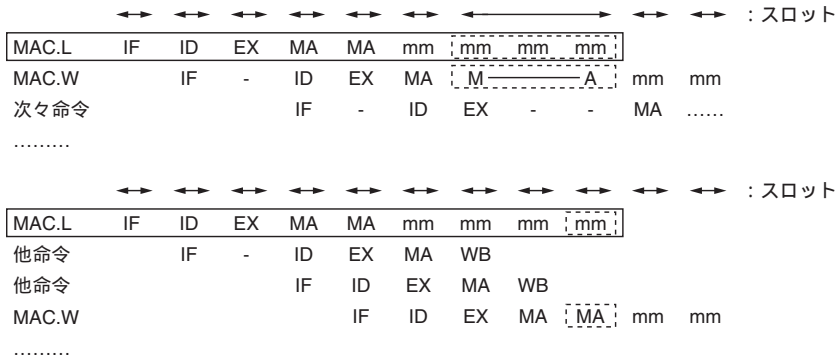 ：スロット
MAC.L IF ID EX MA MA mm mm mm mm
MAC.W IF - ID EX MA M A mm mm
次々命令 IF - ID EX - - MA ……
………
：スロット
MAC.L IF ID EX MA MA mm mm mm mm
他命令 IF - ID EX MA WB
他命令 IF ID EX MA WB
MAC.W IF ID EX MA MA mm mm
………